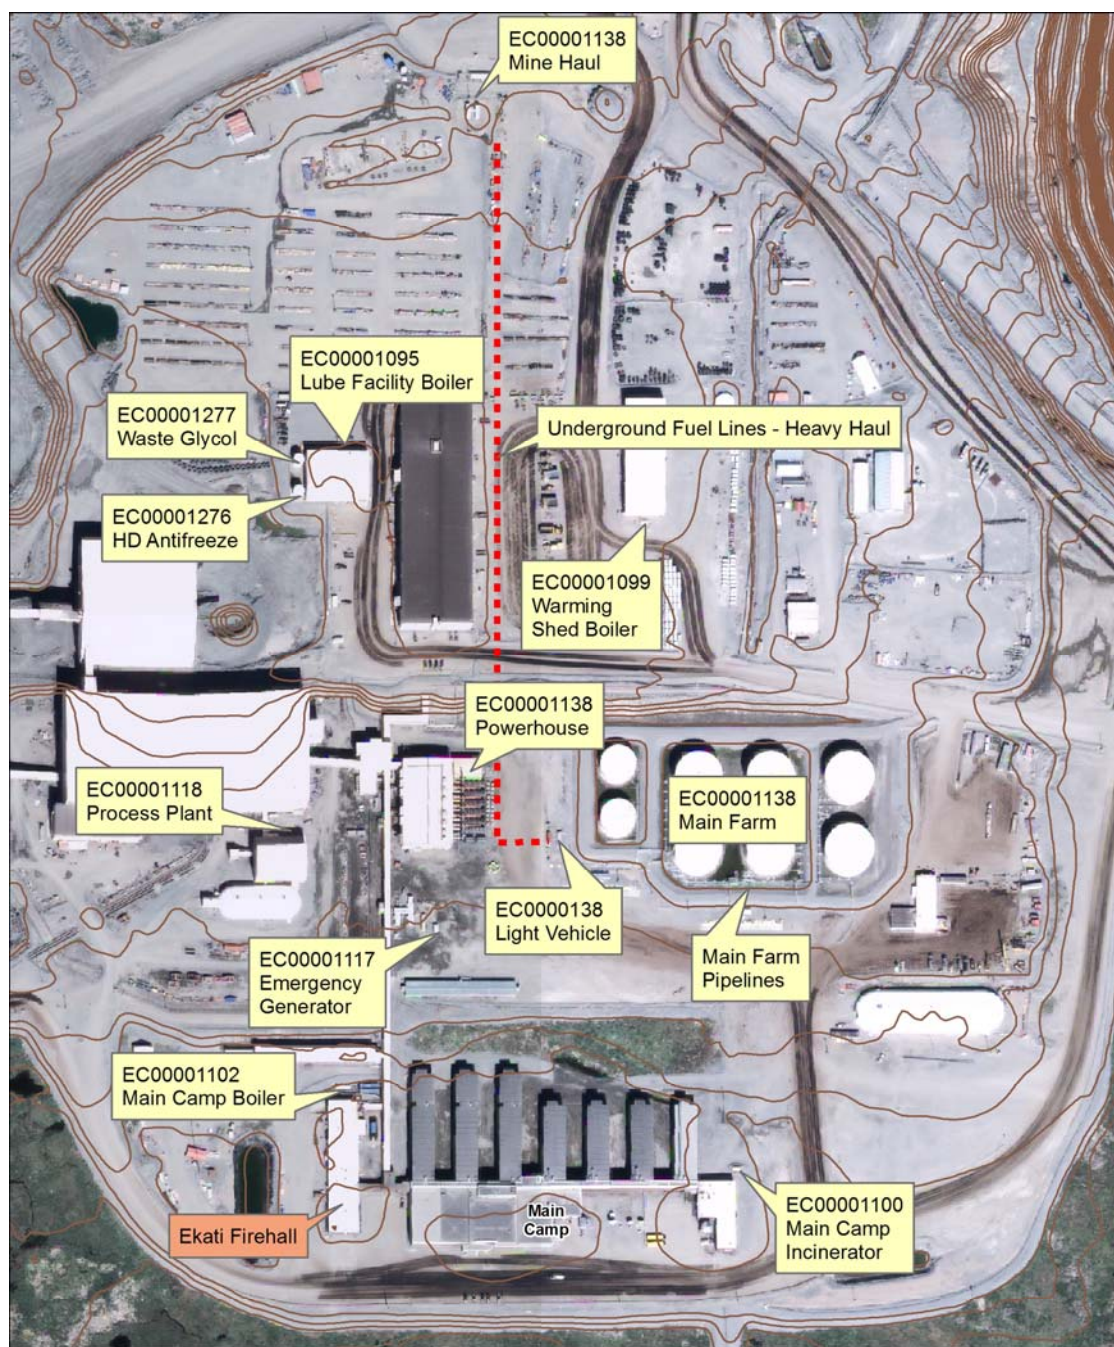 EC00001138
Mine Haul
EC00001095
Lube Facility Boiler
EC00001277
Waste Glycol
Underground Fuel Lines - Heavy Haul
EC00001276
HD Antifreeze
EC00001099
Warming
Shed Boiler
EC00001138
Powerhouse
EC00001118
Process Plant
EC00001138
Main Farm
EC0000138
Light Vehicle
EC00001117
Emergency
Generator
Main Farm
Pipelines
EC00001102
Main Camp Boiler
EC00001100
Main Camp
Incinerator
Ekati Firehall
Main
Camp